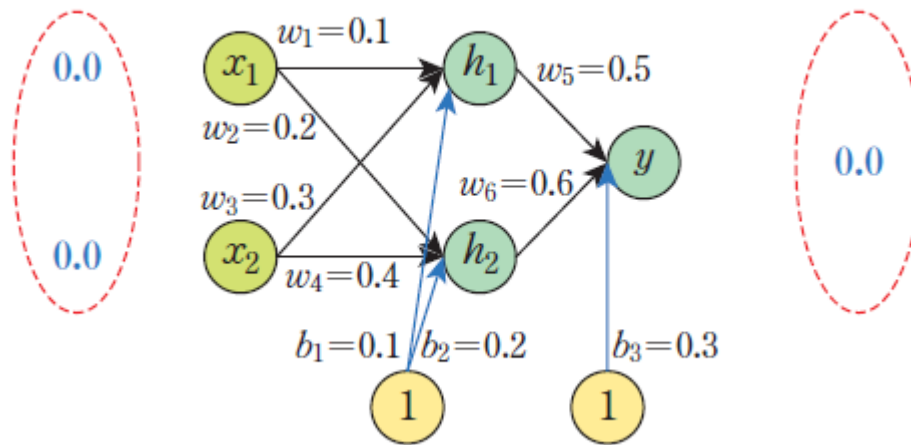 w₁=0.1
0.0 x₁ h₁ w₅=0.5
w₂=0.2
y 0.0
w₃=0.3 w₆=0.6
0.0 x₂ h₂
w₄=0.4
b₁=0.1 b₂=0.2 b₃=0.3
1 1